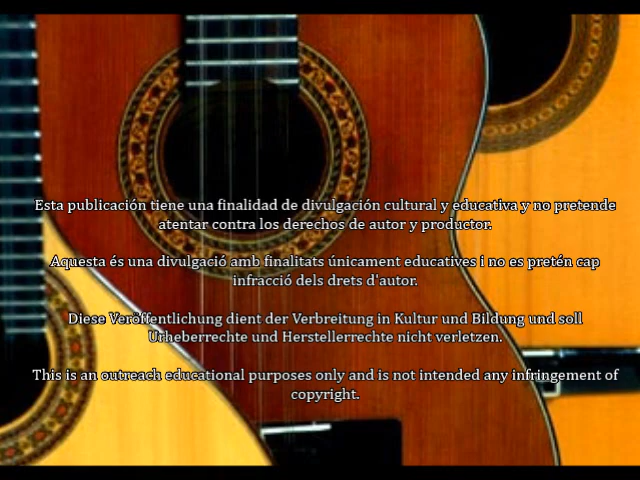 Esta publicación tiene una finalidad de divulgación cultural y educativa y no pretende
atentar contra los derechos de autor y productor.
Aquesta és una divulgació amb finalitats únicament educatives i no es pretén cap
infracció dels drets d'autor.
Diese Veröffentlichung dient der Verbreitung in Kultur und Bildung und soll
Urheberrechte und Herstellerrechte nicht verletzen.
This is an outreach educational purposes only and is not intended any infringement of
copyright.